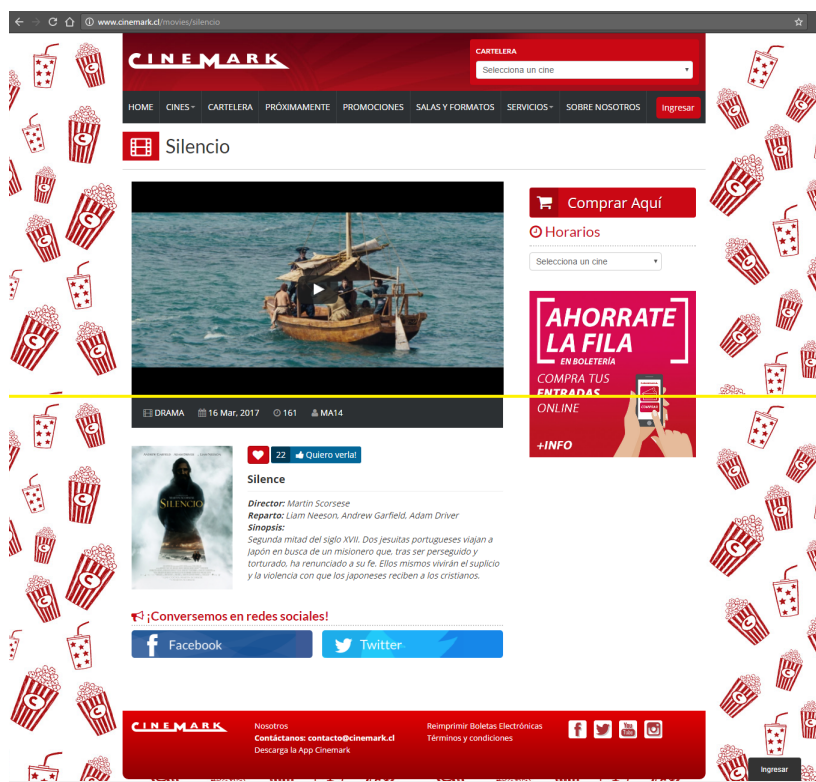 www.cinemark.cl/movies/silencio
CINEMARK
CARTELERA
Selecciona un cine
HOME CINES CARTELERA PRÓXIMAMENTE PROMOCIONES SALAS Y FORMATOS SERVICIOS SOBRE NOSOTROS Ingresar
Silencio
Comprar Aquí
Horarios
Selecciona un cine
AHORRATE
LA FILA
EN BOLETERÍA
COMPRA TUS
ENTRADAS
ONLINE
+INFO
DRAMA 16 Mar, 2017 161 MA14
SILENCIO
22 Quiero verla!
Silence
Director: Martin Scorsese
Reparto: Liam Neeson, Andrew Garfield, Adam Driver
Sinopsis:
Segunda mitad del siglo XVII. Dos jesuitas portugueses viajan a
Japón en busca de un misionero que, tras ser perseguido y
torturado, ha renunciado a su fe. Ellos mismos vivirán el suplicio
y la violencia con que los japoneses reciben a los cristianos.
¡Conversemos en redes sociales!
Facebook Twitter
CINEMARK
Nosotros
Contáctanos: contacto@cinemark.cl
Descarga la App Cinemark
Reimprimir Boletas Electrónicas
Términos y condiciones
Ingresar